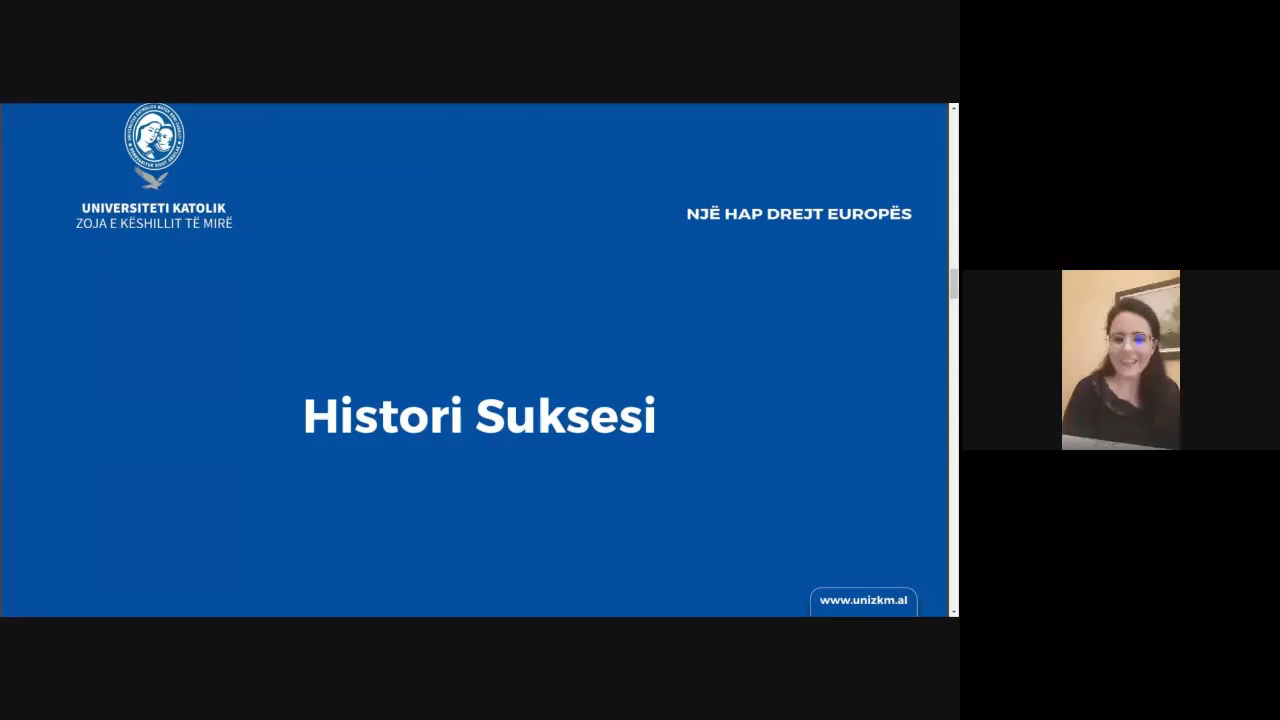 UNIVERSITETI KATOLIK
ZOJA E KËSHILLIT TË MIRË
NJË HAP DREJT EUROPËS
Histori Suksesi
www.unizkm.al